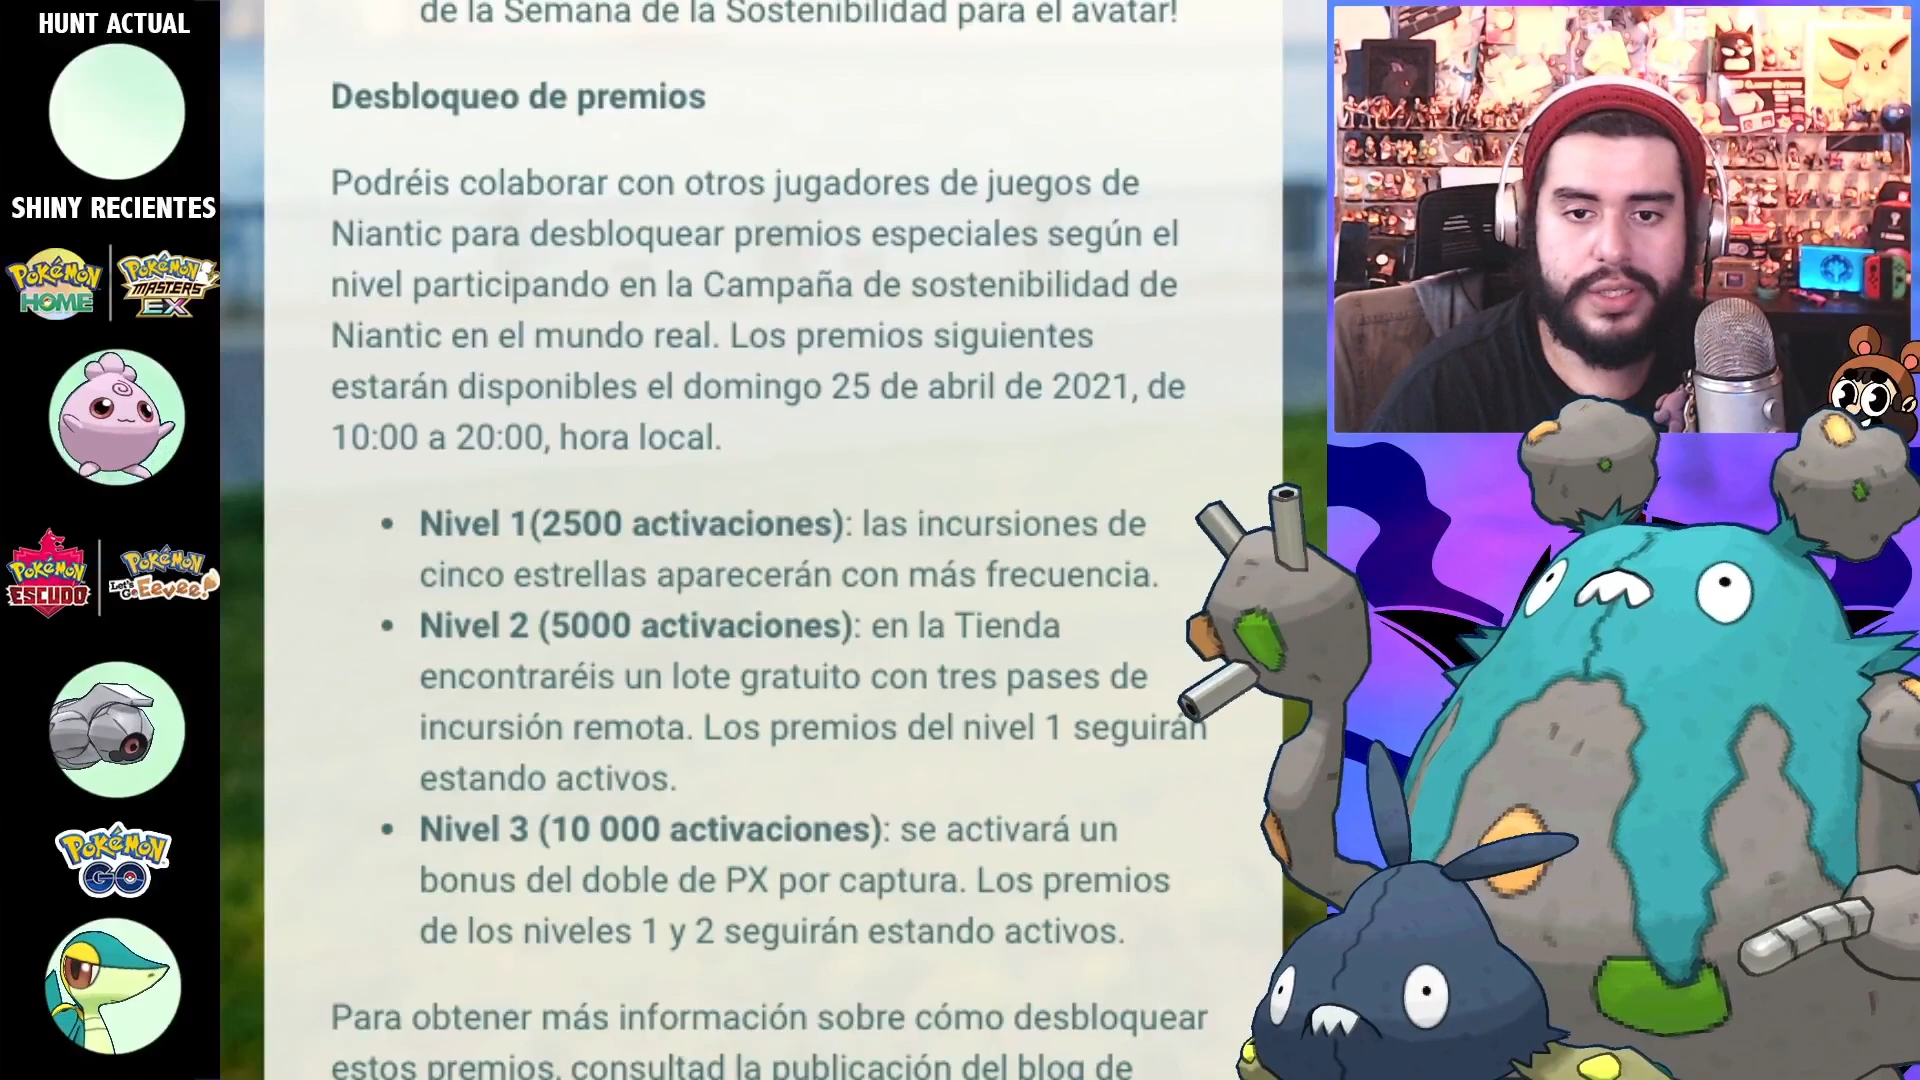 HUNT ACTUAL
SHINY RECIENTES
POKÉMON HOME
POKÉMON MASTERS EX
POKÉMON ESCUDO
POKÉMON Let's Go, Eevee!
POKÉMON GO
de la Semana de la Sostenibilidad para el avatar!
Desbloqueo de premios
Podréis colaborar con otros jugadores de juegos de
Niantic para desbloquear premios especiales según el
nivel participando en la Campaña de sostenibilidad de
Niantic en el mundo real. Los premios siguientes
estarán disponibles el domingo 25 de abril de 2021, de
10:00 a 20:00, hora local.
• Nivel 1(2500 activaciones): las incursiones de
cinco estrellas aparecerán con más frecuencia.
• Nivel 2 (5000 activaciones): en la Tienda
encontraréis un lote gratuito con tres pases de
incursión remota. Los premios del nivel 1 seguirán
estando activos.
• Nivel 3 (10 000 activaciones): se activará un
bonus del doble de PX por captura. Los premios
de los niveles 1 y 2 seguirán estando activos.
Para obtener más información sobre cómo desbloquear
estos premios, consultad la publicación del blog de